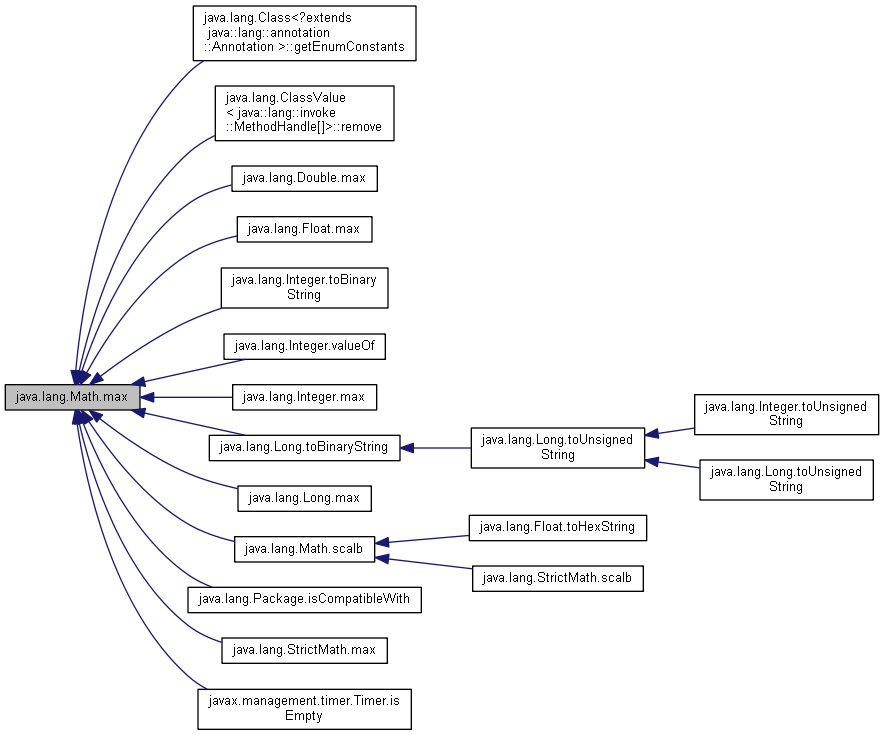 java.lang.Class<?extends
java::lang::annotation
::Annotation >::getEnumConstants
java.lang.ClassValue
< java::lang::invoke
::MethodHandle[]>::remove
java.lang.Double.max
java.lang.Float.max
java.lang.Integer.toBinary
String
java.lang.Integer.valueOf
java.lang.Math.max
java.lang.Integer.max
java.lang.Long.toBinaryString
java.lang.Long.toUnsigned
String
java.lang.Integer.toUnsigned
String
java.lang.Long.toUnsigned
String
java.lang.Long.max
java.lang.Math.scalb
java.lang.Float.toHexString
java.lang.StrictMath.scalb
java.lang.Package.isCompatibleWith
java.lang.StrictMath.max
javax.management.timer.Timer.is
Empty